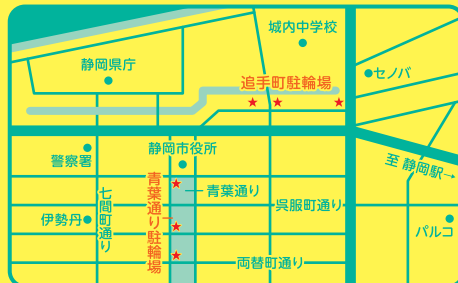 城内中学校
静岡県庁
セノバ
追手町駐輪場
静岡市役所
警察署
至 静岡駅→
青葉通り
青葉通り駐輪場
七間町通り
呉服町通り
伊勢丹
パルコ
両替町通り